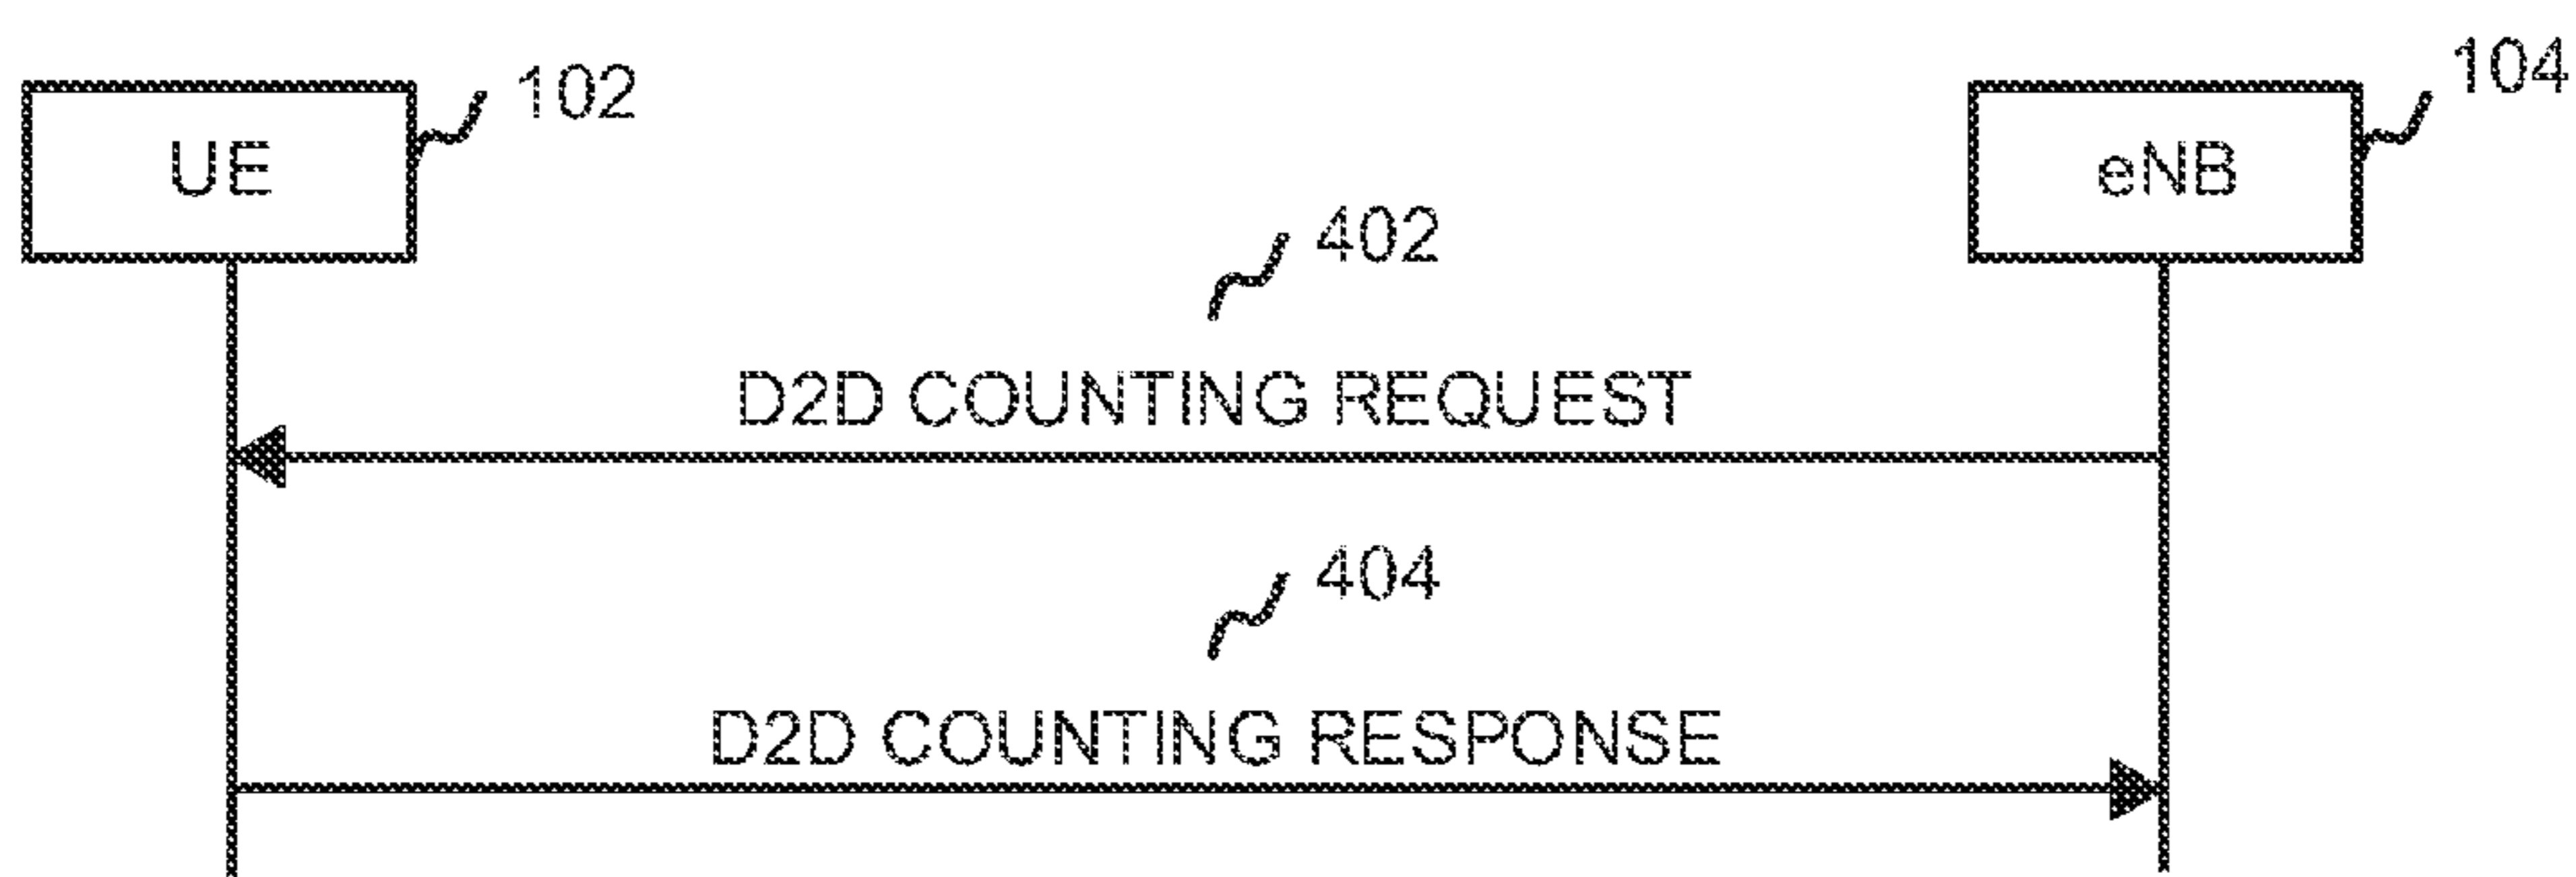 102
104
UE
eNB
402
D2D COUNTING REQUEST
404
D2D COUNTING RESPONSE